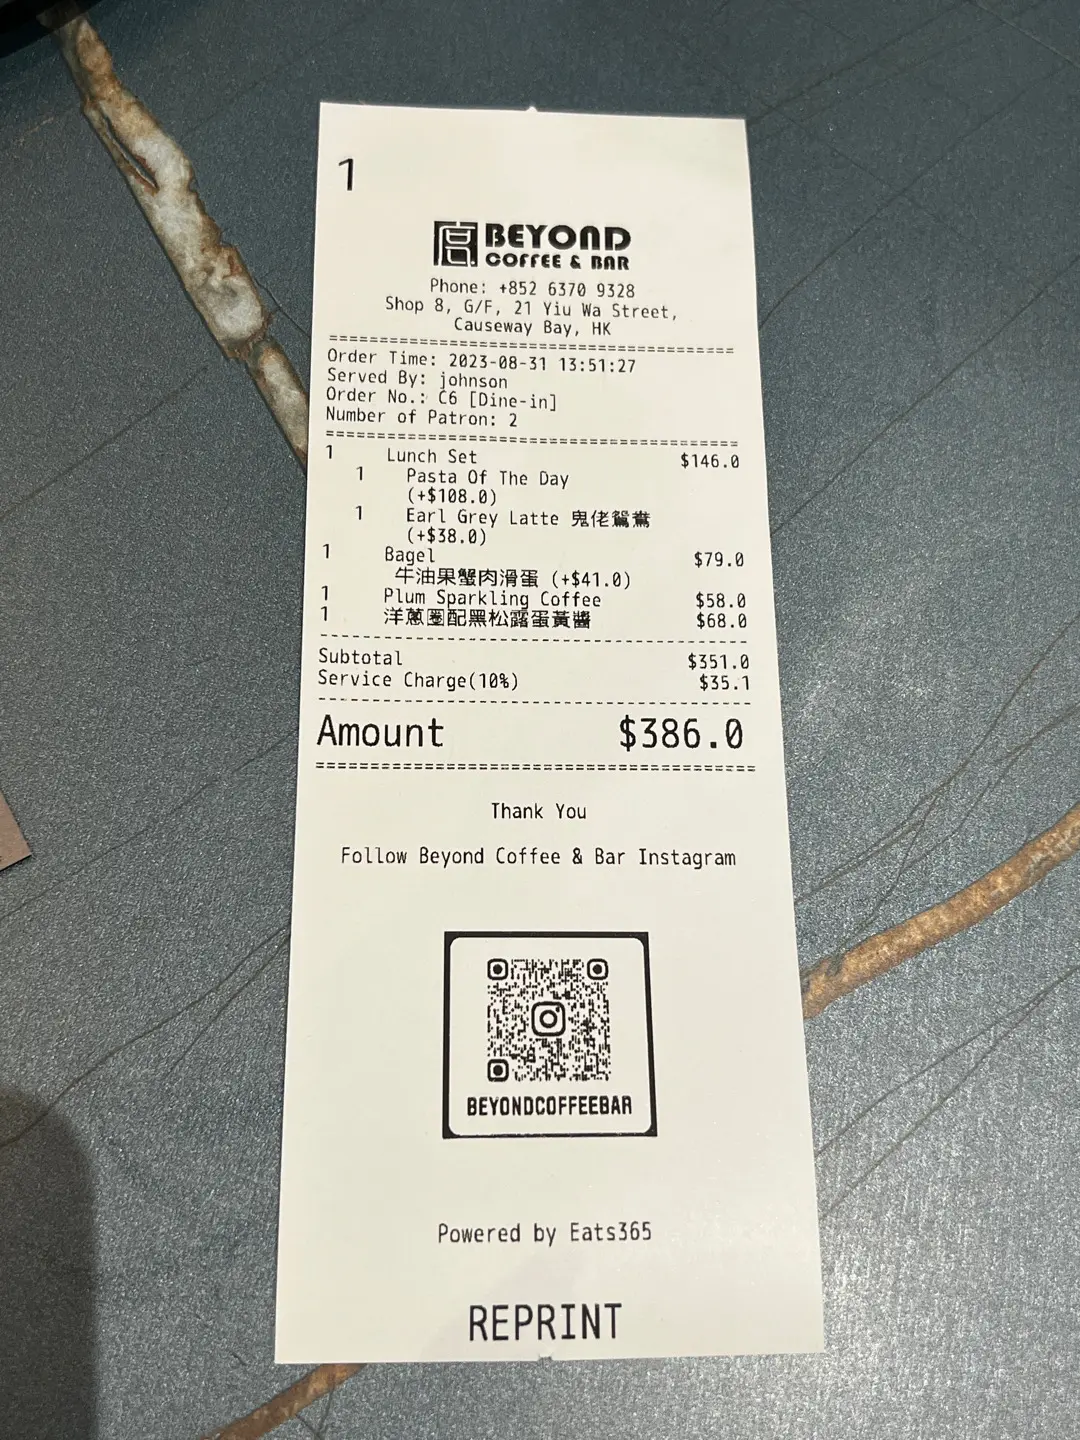 1
BEYOND
COFFEE & BAR
Phone: +852 6370 9328
Shop 8, G/F, 21 Yiu Wa Street,
Causeway Bay, HK
=========================================
Order Time: 2023-08-31 13:51:27
Served By: johnson
Order No.: C6 [Dine-in]
Number of Patron: 2
=========================================
1 Lunch Set $146.0
1 Pasta Of The Day
(+$108.0)
1 Earl Grey Latte 鬼佬鴛鴦
(+$38.0)
1 Bagel $79.0
牛油果蟹肉滑蛋 (+$41.0)
1 Plum Sparkling Coffee $58.0
1 洋蔥圈配黑松露蛋黃醬 $68.0
-----------------------------------------
Subtotal $351.0
Service Charge(10%) $35.1
-----------------------------------------
Amount $386.0
=========================================
Thank You
Follow Beyond Coffee & Bar Instagram
BEYONDCOFFEEBAR
Powered by Eats365
REPRINT